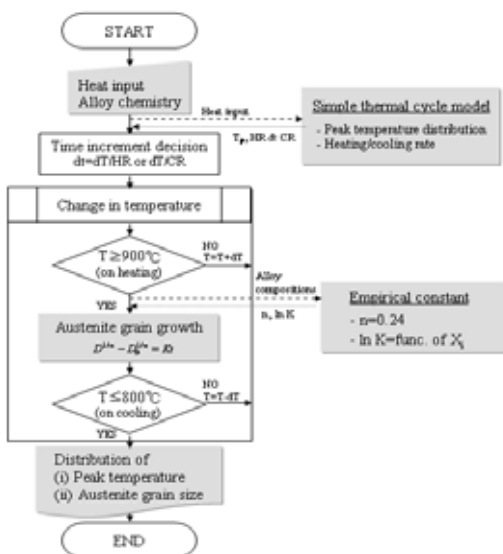 START
Heat input
Alloy chemistry
Heat input
Simple thermal cycle model
- Peak temperature distribution
- Heating/cooling rate
Tp, HR & CR
Time increment decision
dt=dT/HR or dT/CR
Change in temperature
T≥900℃
(on heating)
NO
T=T+dT
YES
Alloy
compositions
n, ln K
Empirical constant
- n=0.24
- ln K=func. of Xi
Austenite grain growth
T≤800℃
(on cooling)
NO
T=T-dT
YES
Distribution of
(i) Peak temperature
(ii) Austenite grain size
END